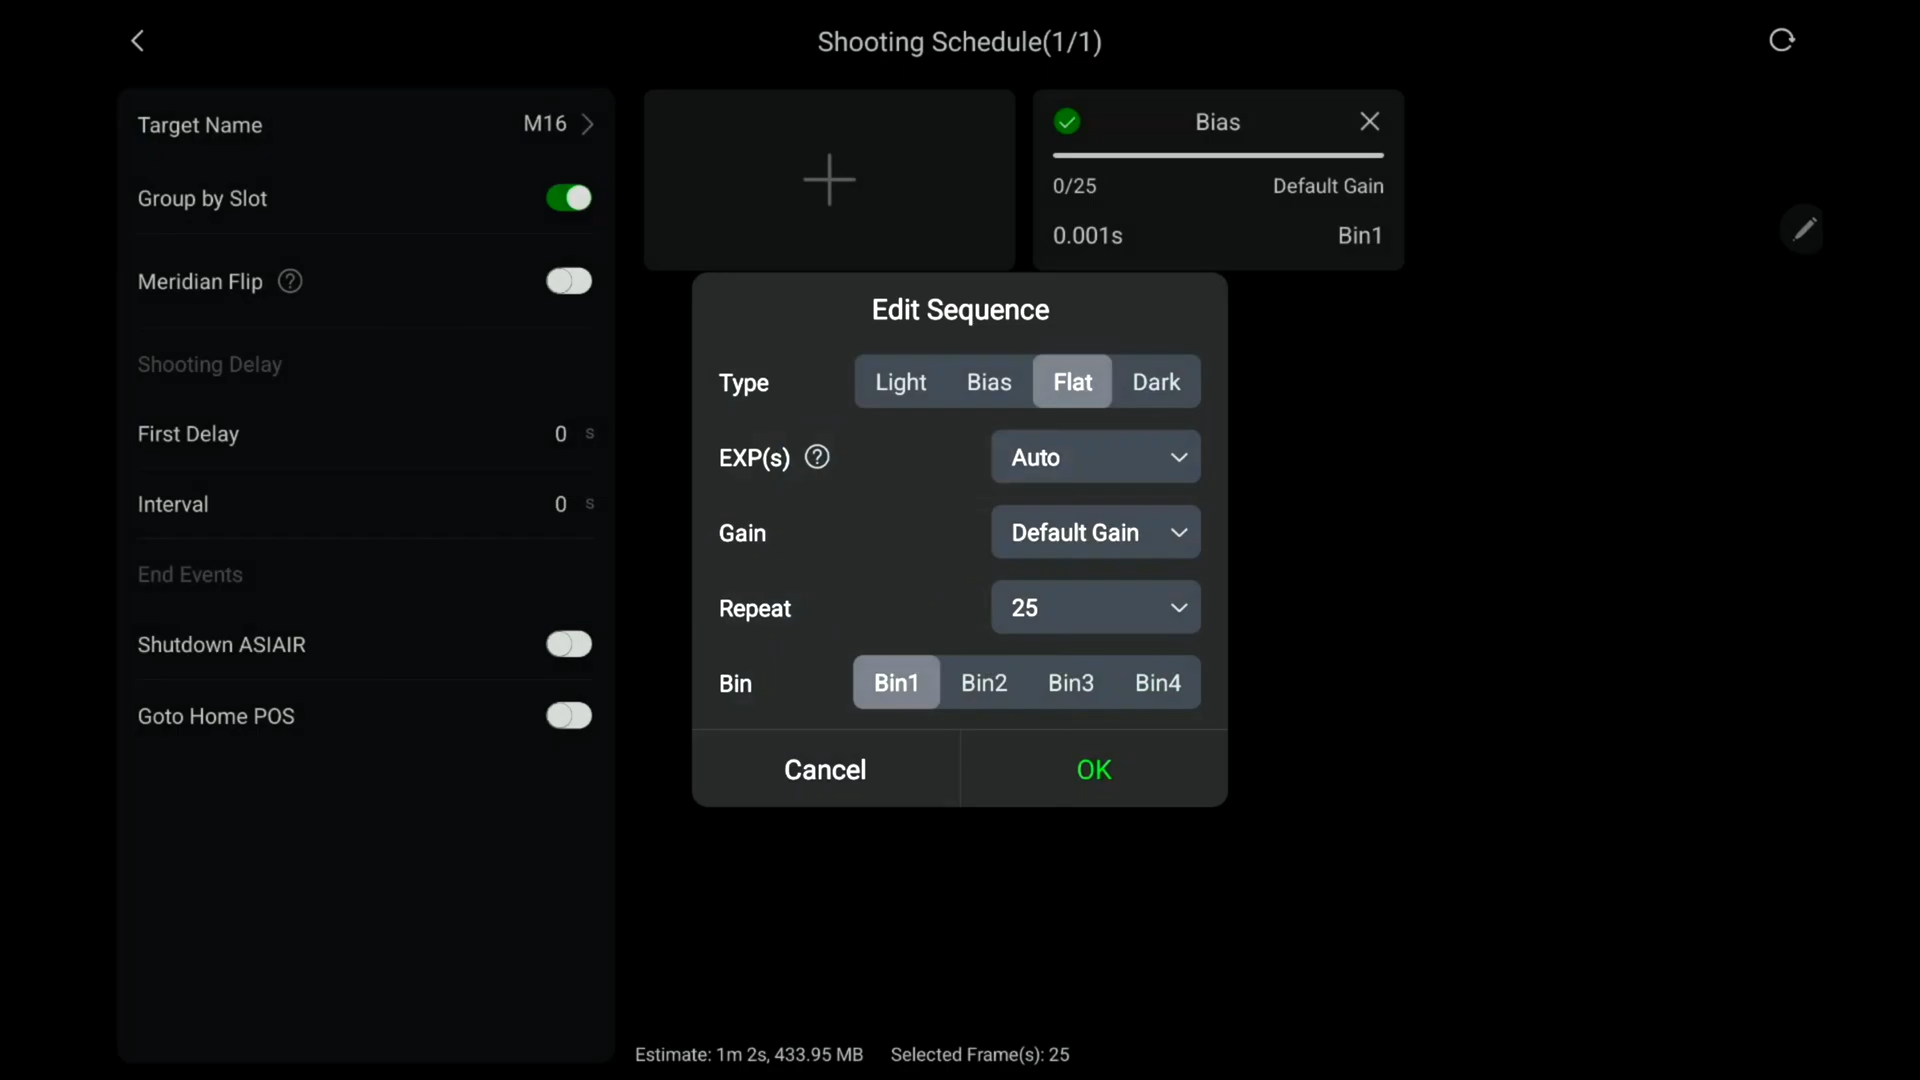 Shooting Schedule(1/1)
Target Name M16
Group by Slot
Meridian Flip ?
Shooting Delay
First Delay 0 s
Interval 0 s
End Events
Shutdown ASIAIR
Goto Home POS
Bias
0/25 Default Gain
0.001s Bin1
Edit Sequence
Type Light Bias Flat Dark
EXP(s) ? Auto
Gain Default Gain
Repeat 25
Bin Bin1 Bin2 Bin3 Bin4
Cancel OK
Estimate: 1m 2s, 433.95 MB Selected Frame(s): 25